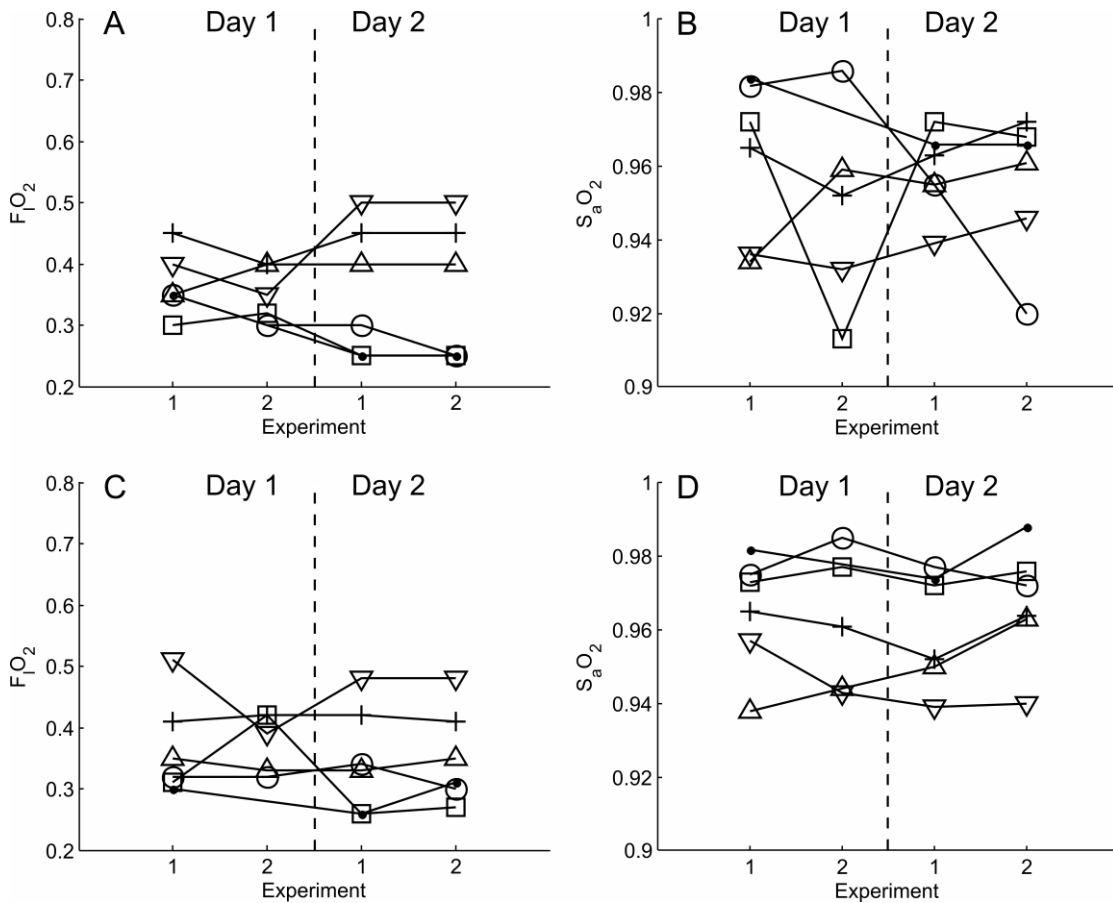 A
Day 1 Day 2
0.8
0.7
0.6
0.5
0.4
0.3
0.2
FIO2
1 2 1 2
Experiment
B
Day 1 Day 2
1
0.98
0.96
0.94
0.92
0.9
SaO2
1 2 1 2
Experiment
C
Day 1 Day 2
0.8
0.7
0.6
0.5
0.4
0.3
0.2
FIO2
1 2 1 2
Experiment
D
Day 1 Day 2
1
0.98
0.96
0.94
0.92
0.9
SaO2
1 2 1 2
Experiment